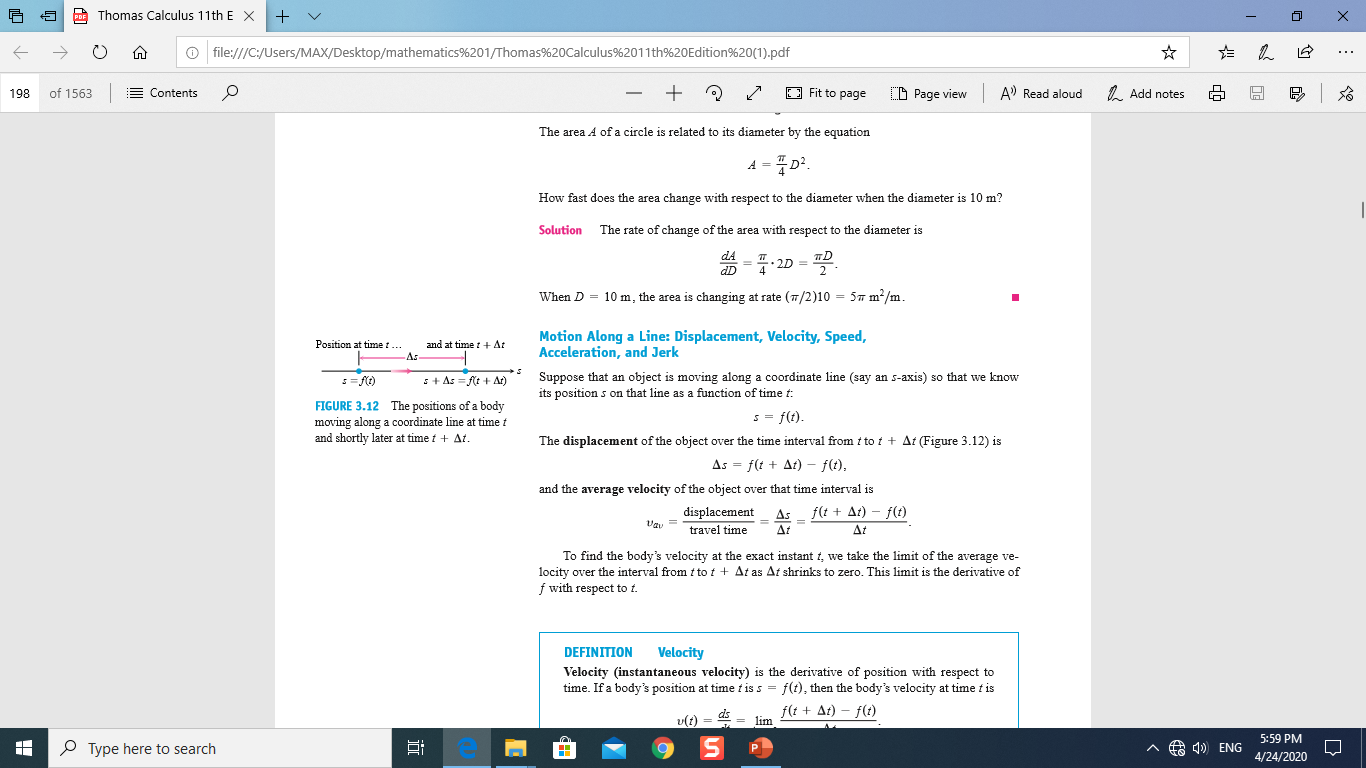 Thomas Calculus 11th E
file:///C:/Users/MAX/Desktop/mathematics%201/Thomas%20Calculus%2011th%20Edition%20(1).pdf
198 of 1563 Contents Fit to page Page view Read aloud Add notes
The area A of a circle is related to its diameter by the equation
A = π/4 D².
How fast does the area change with respect to the diameter when the diameter is 10 m?
Solution The rate of change of the area with respect to the diameter is
dA/dD = π/4 · 2D = πD/2.
When D = 10 m, the area is changing at rate (π/2)10 = 5π m²/m.
Position at time t … and at time t + Δt
Δs
s
s = f(t) s + Δs = f(t + Δt)
FIGURE 3.12 The positions of a body
moving along a coordinate line at time t
and shortly later at time t + Δt.
Motion Along a Line: Displacement, Velocity, Speed,
Acceleration, and Jerk
Suppose that an object is moving along a coordinate line (say an s-axis) so that we know
its position s on that line as a function of time t:
s = f(t).
The displacement of the object over the time interval from t to t + Δt (Figure 3.12) is
Δs = f(t + Δt) − f(t),
and the average velocity of the object over that time interval is
υav = displacement/travel time = Δs/Δt = f(t + Δt) − f(t)/Δt.
To find the body's velocity at the exact instant t, we take the limit of the average ve-
locity over the interval from t to t + Δt as Δt shrinks to zero. This limit is the derivative of
f with respect to t.
DEFINITION Velocity
Velocity (instantaneous velocity) is the derivative of position with respect to
time. If a body's position at time t is s = f(t), then the body's velocity at time t is
υ(t) = ds = lim f(t + Δt) − f(t).
Type here to search
ENG
5:59 PM
4/24/2020